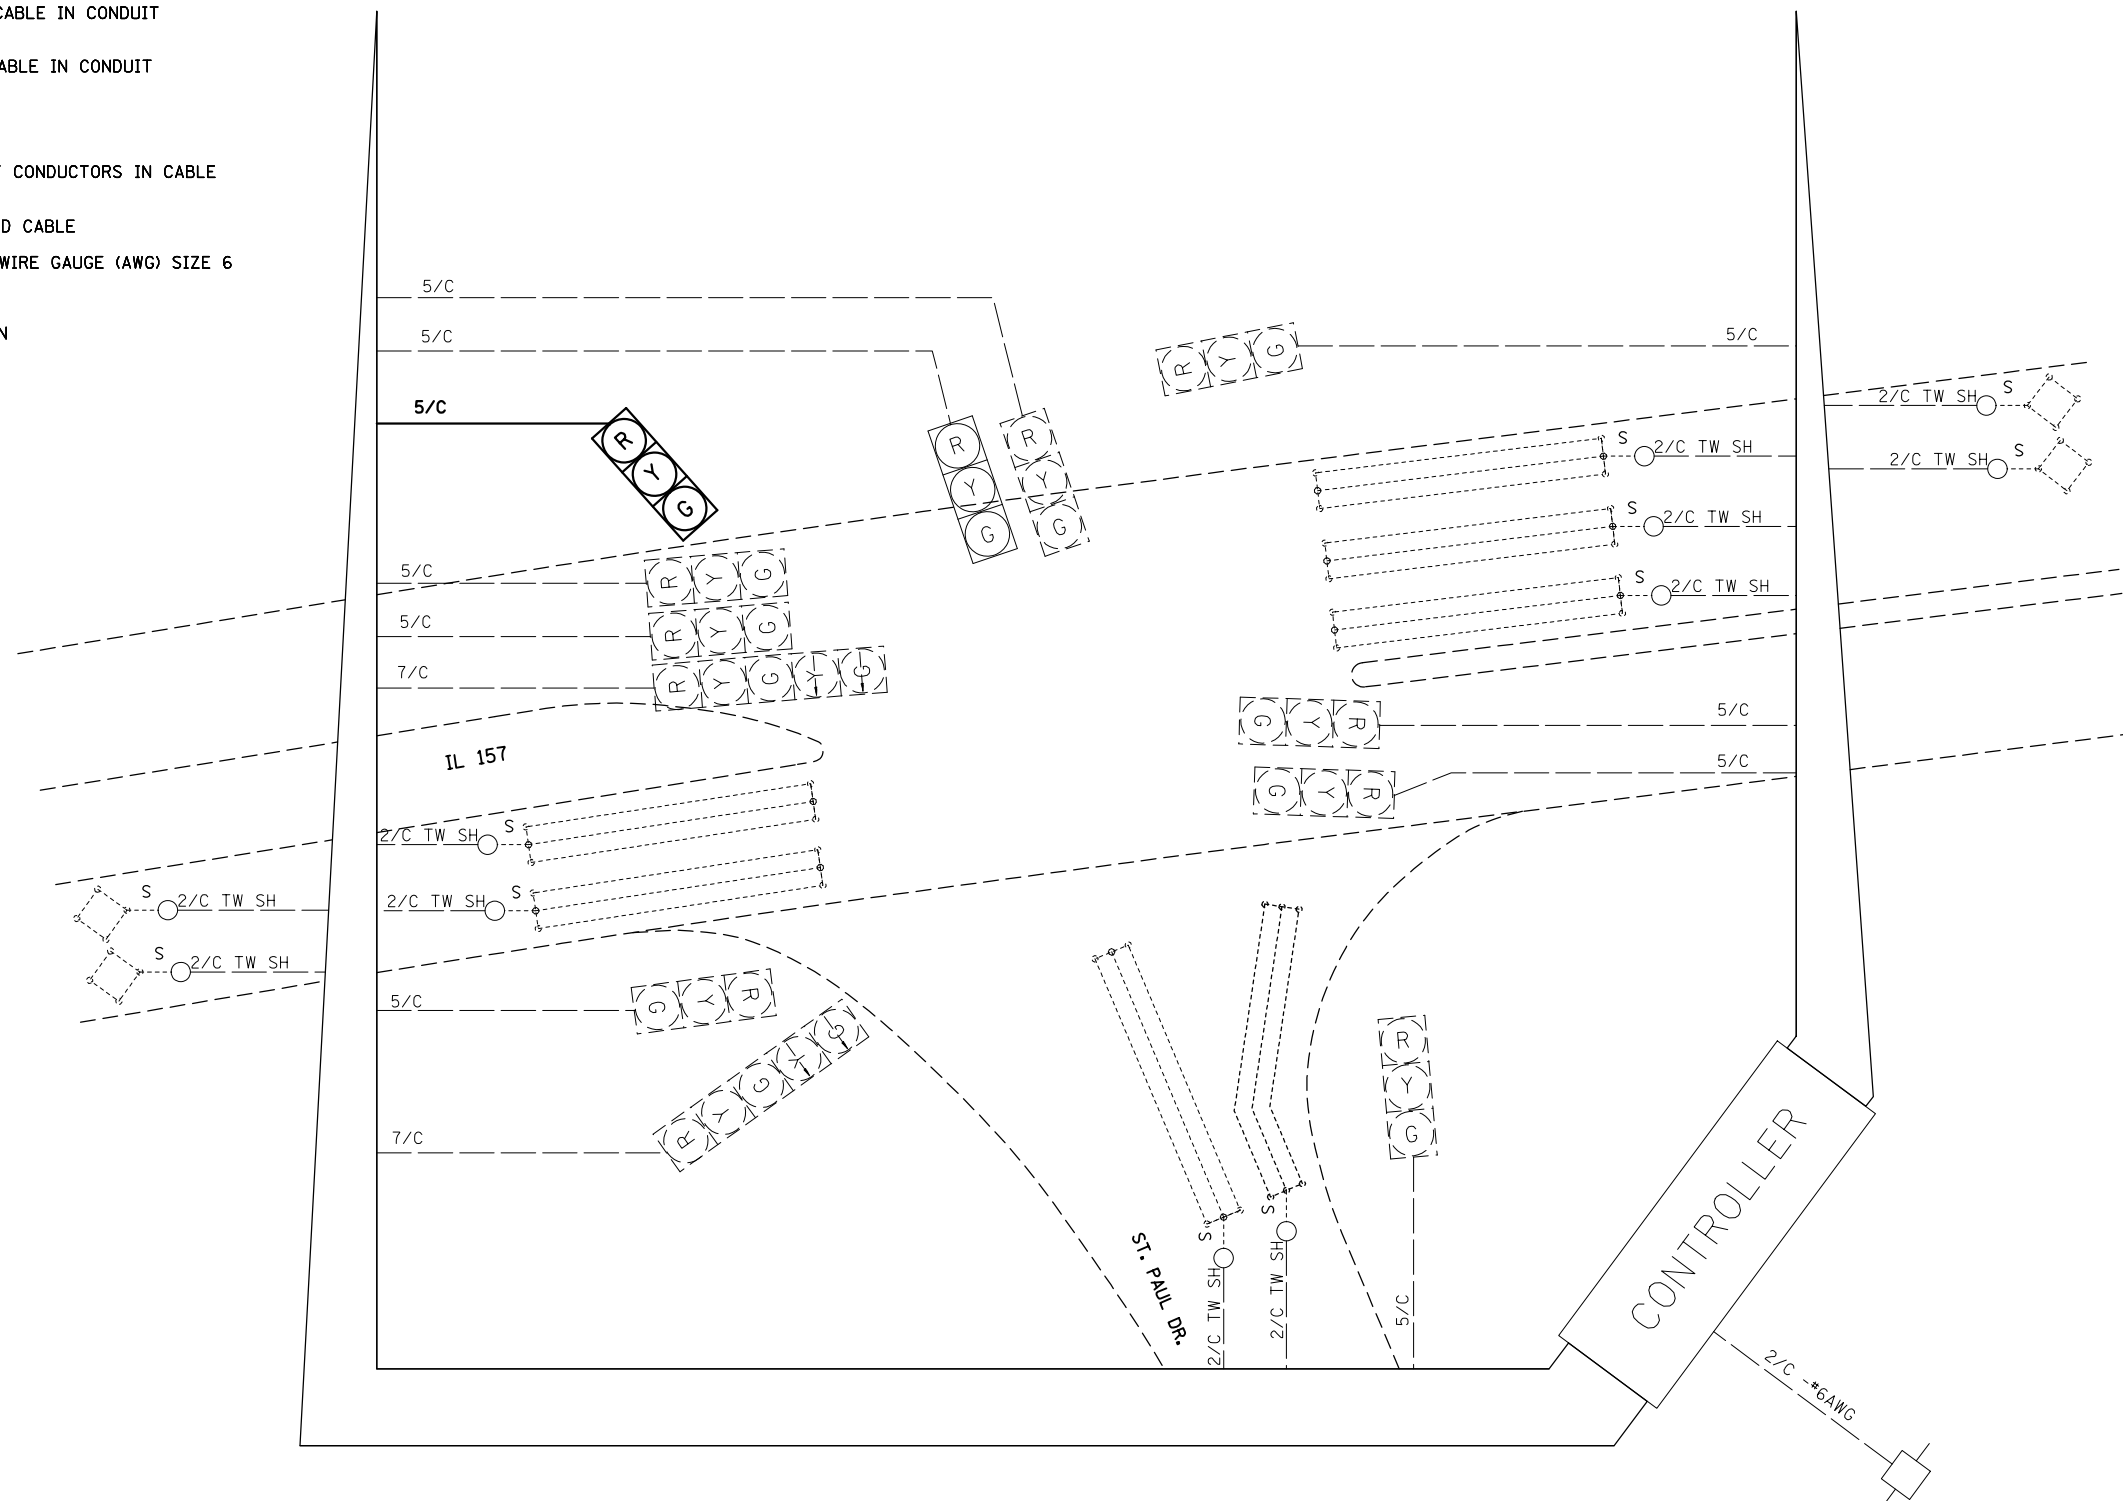 CABLE IN CONDUIT
ABLE IN CONDUIT
CONDUCTORS IN CABLE
D CABLE
WIRE GAUGE (AWG) SIZE 6
N
5/C
5/C
5/C
R
Y
G
R
Y
G
R
Y
G
R Y G
5/C
2/C TW SH
S
2/C TW SH
S
S
2/C TW SH
S
2/C TW SH
S
2/C TW SH
5/C
R Y G
5/C
R Y G
7/C
R Y G Y G
G Y R
5/C
G Y R
5/C
IL 157
2/C TW SH
S
2/C TW SH
S
S
2/C TW SH
S
2/C TW SH
5/C
G Y R
7/C
R Y G Y G
R
Y
G
5/C
S
2/C TW SH
S
2/C TW SH
ST. PAUL DR.
CONTROLLER
2/C -#6AWG